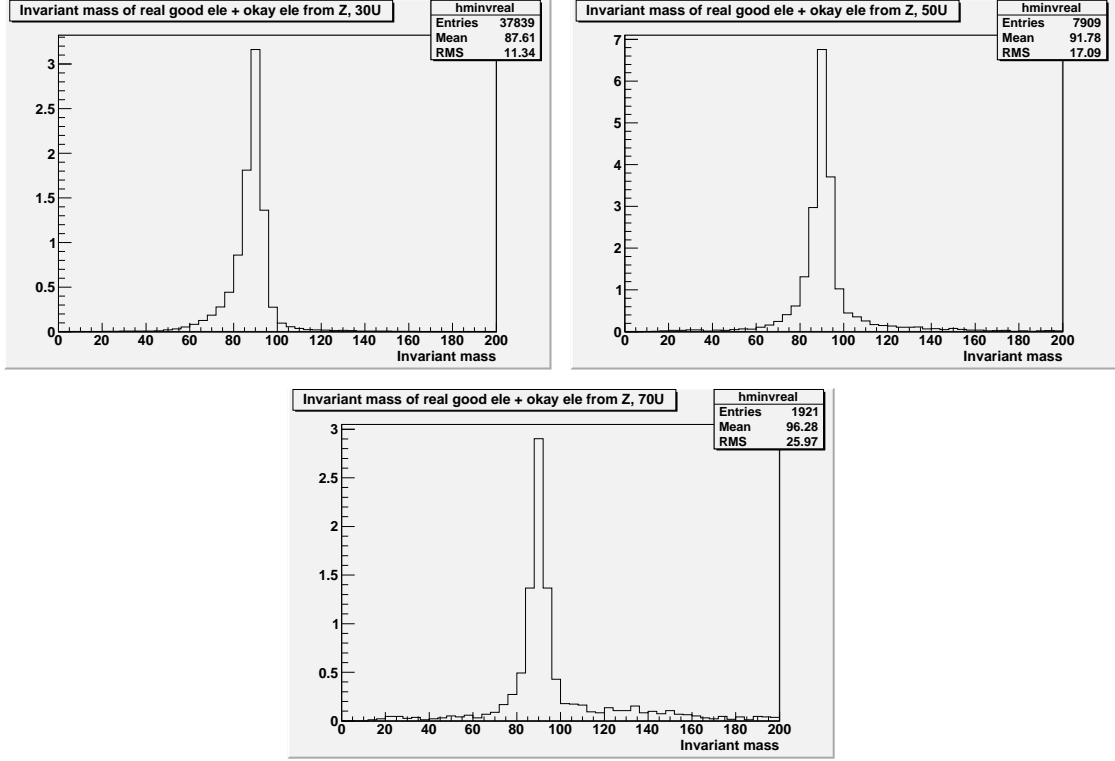 Invariant mass of real good ele + okay ele from Z, 30U
hminvreal
Entries 37839
Mean 87.61
RMS 11.34
3
2.5
2
1.5
1
0.5
0
0 20 40 60 80 100 120 140 160 180 200
Invariant mass
Invariant mass of real good ele + okay ele from Z, 50U
hminvreal
Entries 7909
Mean 91.78
RMS 17.09
7
6
5
4
3
2
1
0
0 20 40 60 80 100 120 140 160 180 200
Invariant mass
Invariant mass of real good ele + okay ele from Z, 70U
hminvreal
Entries 1921
Mean 96.28
RMS 25.97
3
2.5
2
1.5
1
0.5
0
0 20 40 60 80 100 120 140 160 180 200
Invariant mass